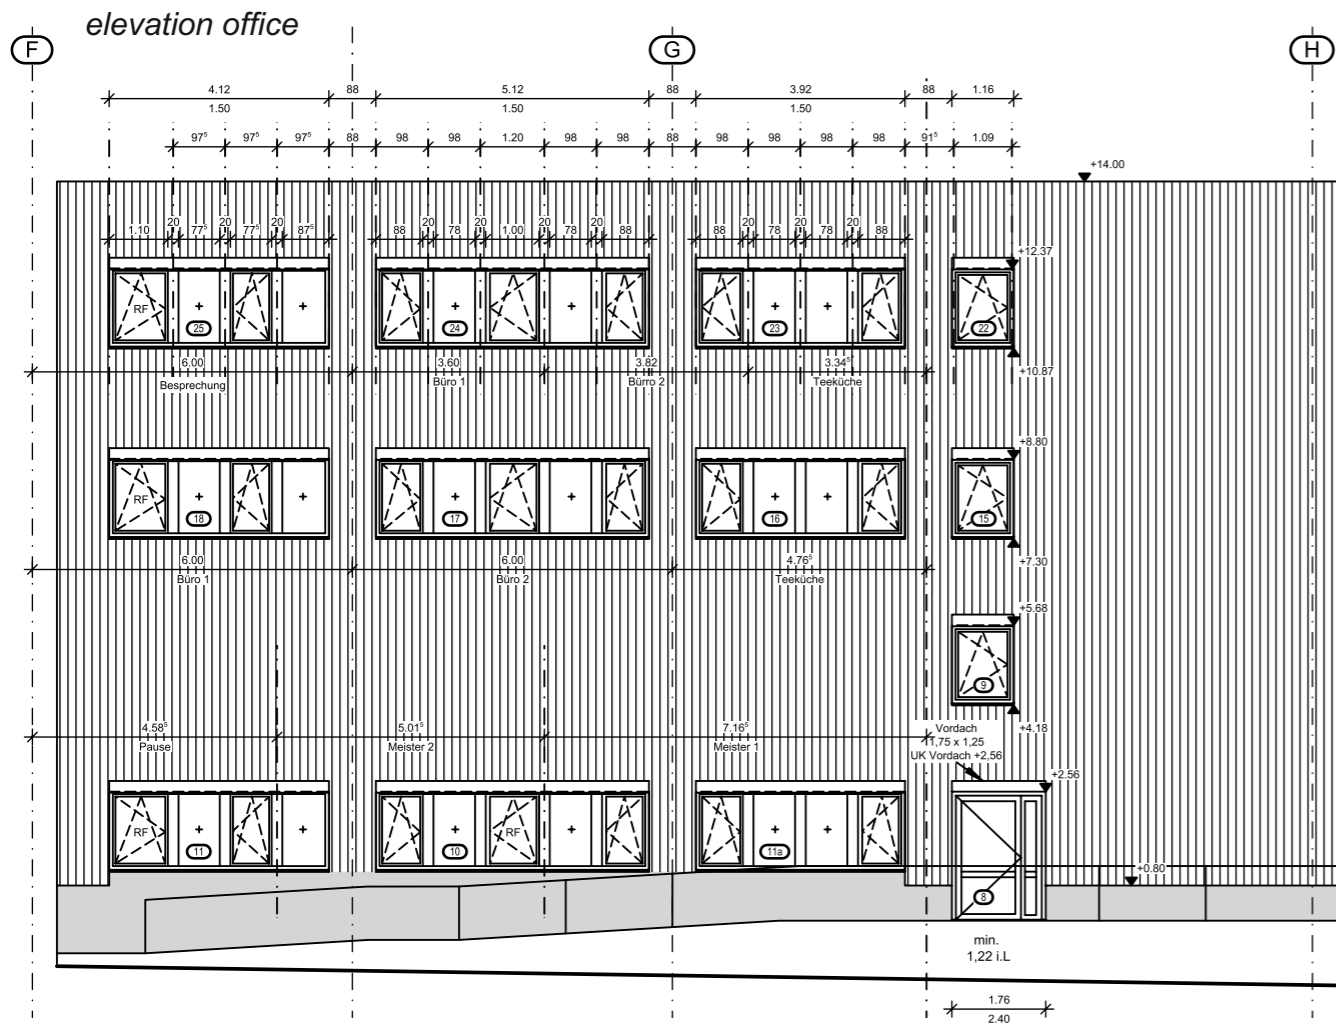 elevation office
F G H
4.12 88 5.12 88 3.92 88 1.16
1.50 1.50 1.50
97⁵ 97⁵ 97⁵ 88 98 98 1.20 98 98 88 98 98 98 98 91⁵ 1.09
+14.00
20 20 20 20 20 20 20 20 20 20
1.10 77⁵ 77⁵ 87⁵ 88 78 1.00 78 88 88 78 78 88
+12.37
RF
25 24 23 22
6.00 3.60 3.82 3.34⁵
+10.87
Besprechung Büro 1 Bürro 2 Teeküche
+8.80
RF
18 17 16 15
6.00 6.00 4.76⁵
+7.30
Büro 1 Büro 2 Teeküche
+5.68
9
4.58⁵ 5.01⁵ 7.16⁵
+4.18
Pause Meister 2 Meister 1
Vordach
1,75 x 1,25
UK Vordach +2,56
+2.56
RF RF
11 10 11a
+0.80
8
min.
1,22 i.L
1.76
2.40